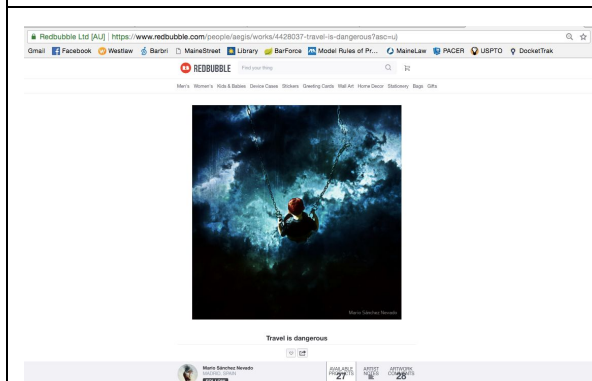 Redbubble Ltd [AU] | https://www.redbubble.com/people/aegis/works/4428037-travel-is-dangerous?asc=u)
Gmail Facebook Westlaw Barbri MaineStreet Library BarForce Model Rules of Pr... MaineLaw PACER USPTO DocketTrak
REDBUBBLE Find your thing
Men's Women's Kids & Babies Device Cases Stickers Greeting Cards Wall Art Home Decor Stationery Bags Gifts
Mario Sánchez Nevado
Travel is dangerous
Mario Sánchez Nevado
MADRID, SPAIN
AVAILABLE PRODUCTS
27
ARTIST NOTES
ARTWORK COMMENTS
28